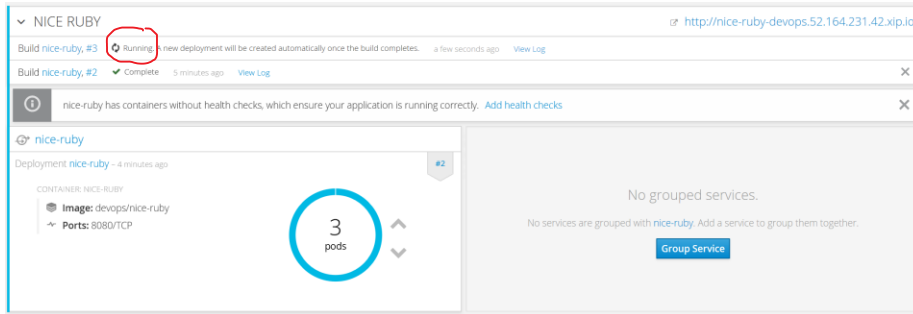 NICE RUBY
http://nice-ruby-devops.52.164.231.42.xip.io
Build nice-ruby, #3 Running. A new deployment will be created automatically once the build completes. a few seconds ago View Log
Build nice-ruby, #2 Complete 5 minutes ago View Log
nice-ruby has containers without health checks, which ensure your application is running correctly. Add health checks
nice-ruby
Deployment nice-ruby - 4 minutes ago
#2
CONTAINER: NICE-RUBY
Image: devops/nice-ruby
Ports: 8080/TCP
3
pods
No grouped services.
No services are grouped with nice-ruby. Add a service to group them together.
Group Service